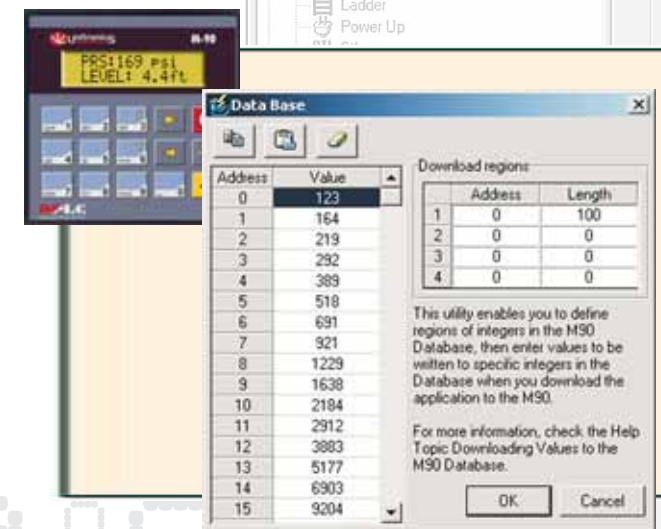 Ladder
Power Up
unitronics M-90
PRS:169 psi
LEVEL: 4.4ft
Data Base
Address Value
0 123
1 164
2 219
3 292
4 389
5 518
6 691
7 921
8 1229
9 1638
10 2184
11 2912
12 3883
13 5177
14 6903
15 9204
Download regions
Address Length
1 0 100
2 0 0
3 0 0
4 0 0
This utility enables you to define
regions of integers in the M90
Database, then enter values to be
written to specific integers in the
Database when you download the
application to the M90.
For more information, check the Help
Topic Downloading Values to the
M90 Database.
OK Cancel